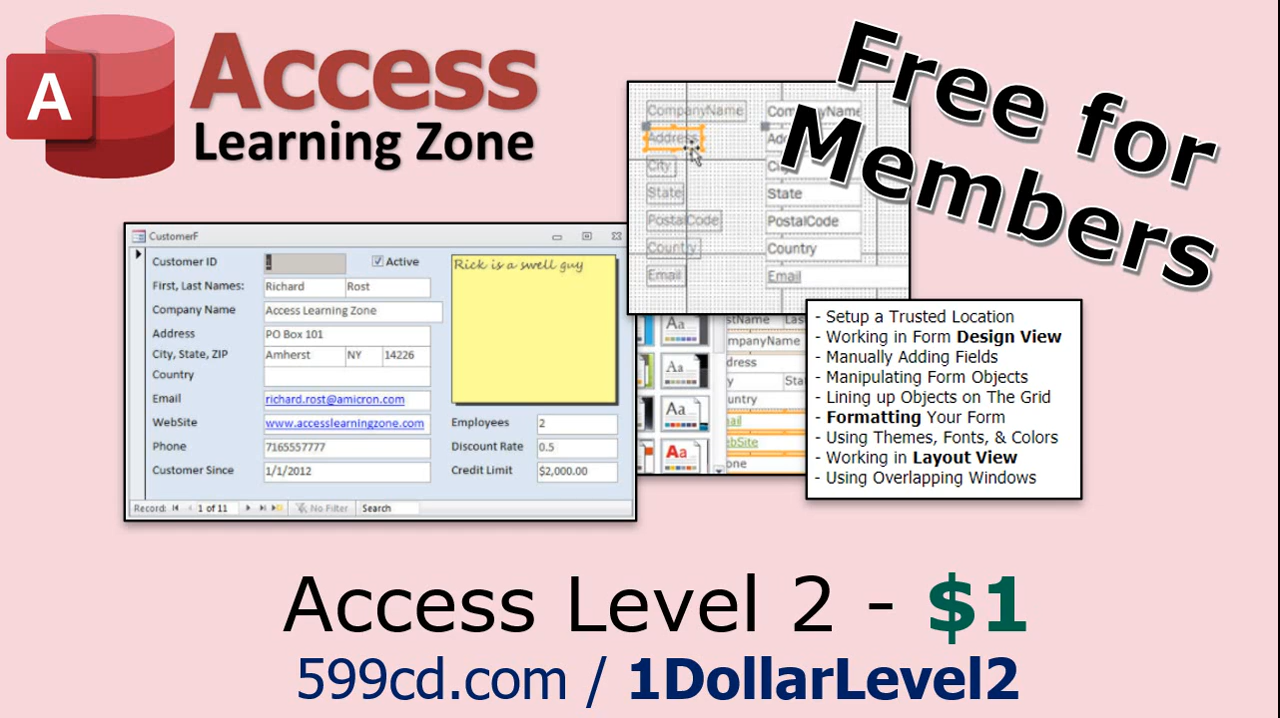 A
Access
Learning Zone
Free for
Members
CompanyName CompanyName
Address
City
State State
PostalCode PostalCode
Country Country
Email Email
CustomerF
Customer ID Active
First, Last Names: Richard Rost
Company Name Access Learning Zone
Address PO Box 101
City, State, ZIP Amherst NY 14226
Country
Email richard.rost@amicron.com
WebSite www.accesslearningzone.com
Phone 7165557777
Customer Since 1/1/2012
Rick is a swell guy
Employees 2
Discount Rate 0.5
Credit Limit $2,000.00
Record: 1 of 11 No Filter Search
Aa
Aa
Aa
Aa
- Setup a Trusted Location
- Working in Form Design View
- Manually Adding Fields
- Manipulating Form Objects
- Lining up Objects on The Grid
- Formatting Your Form
- Using Themes, Fonts, & Colors
- Working in Layout View
- Using Overlapping Windows
Access Level 2 - $1
599cd.com / 1DollarLevel2